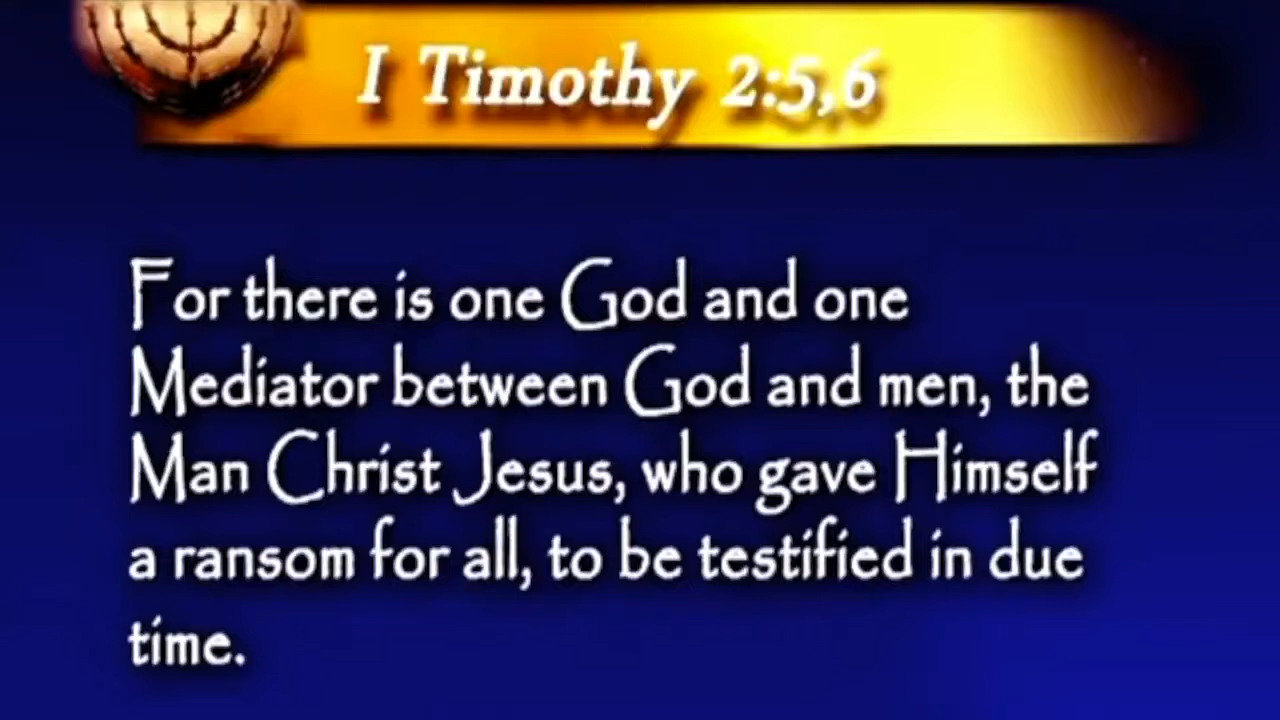 I Timothy 2:5,6
For there is one God and one
Mediator between God and men, the
Man Christ Jesus, who gave Himself
a ransom for all, to be testified in due
time.